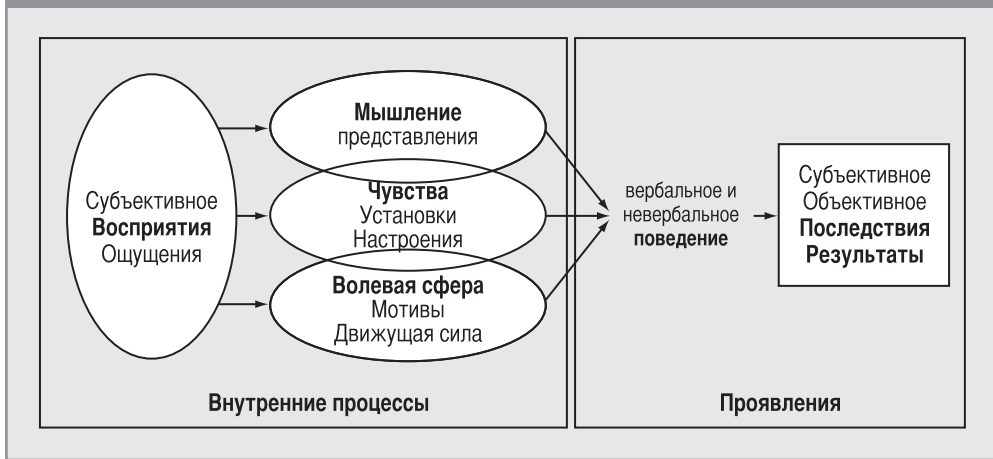 Субъективное
Восприятия
Ощущения
Мышление
представления
Чувства
Установки
Настроения
Волевая сфера
Мотивы
Движущая сила
Внутренние процессы
вербальное и
невербальное
поведение
Субъективное
Объективное
Последствия
Результаты
Проявления